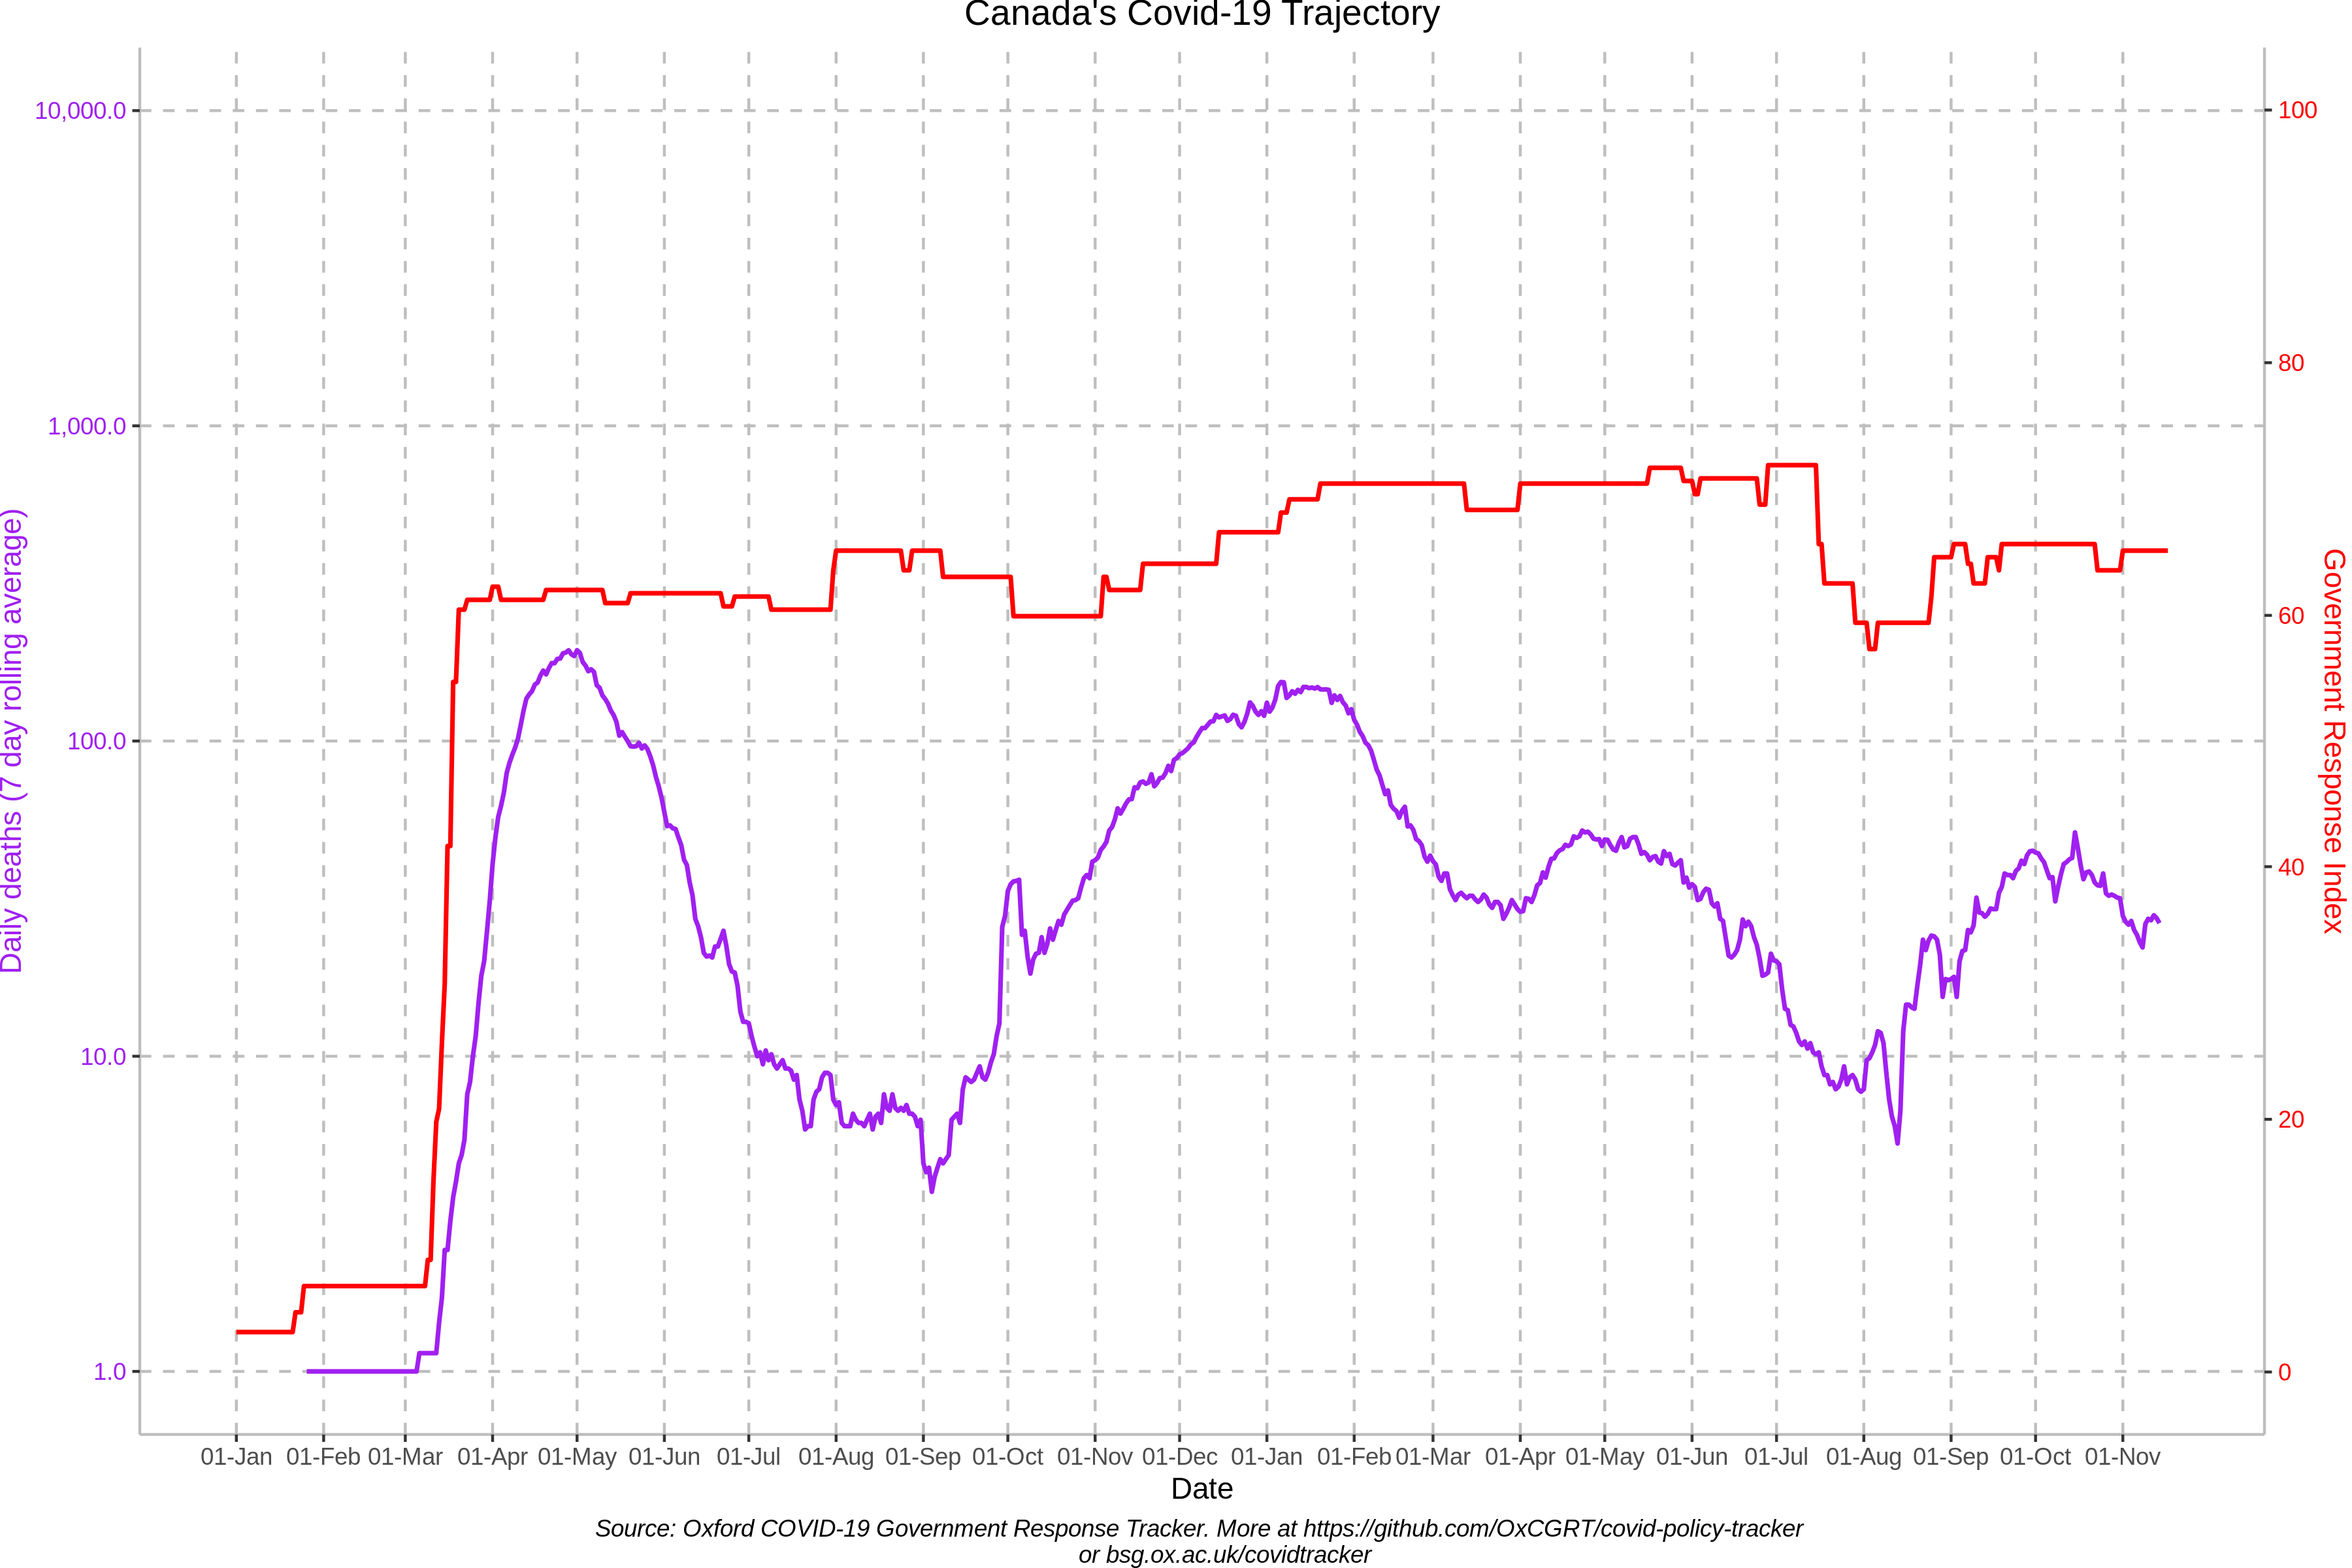 Canada's Covid-19 Trajectory
10,000.0
1,000.0
100.0
10.0
1.0
Daily deaths (7 day rolling average)
100
80
60
40
20
0
Government Response Index
01-Jan 01-Feb 01-Mar 01-Apr 01-May 01-Jun 01-Jul 01-Aug 01-Sep 01-Oct 01-Nov 01-Dec 01-Jan 01-Feb 01-Mar 01-Apr 01-May 01-Jun 01-Jul 01-Aug 01-Sep 01-Oct 01-Nov
Date
Source: Oxford COVID-19 Government Response Tracker. More at https://github.com/OxCGRT/covid-policy-tracker
or bsg.ox.ac.uk/covidtracker